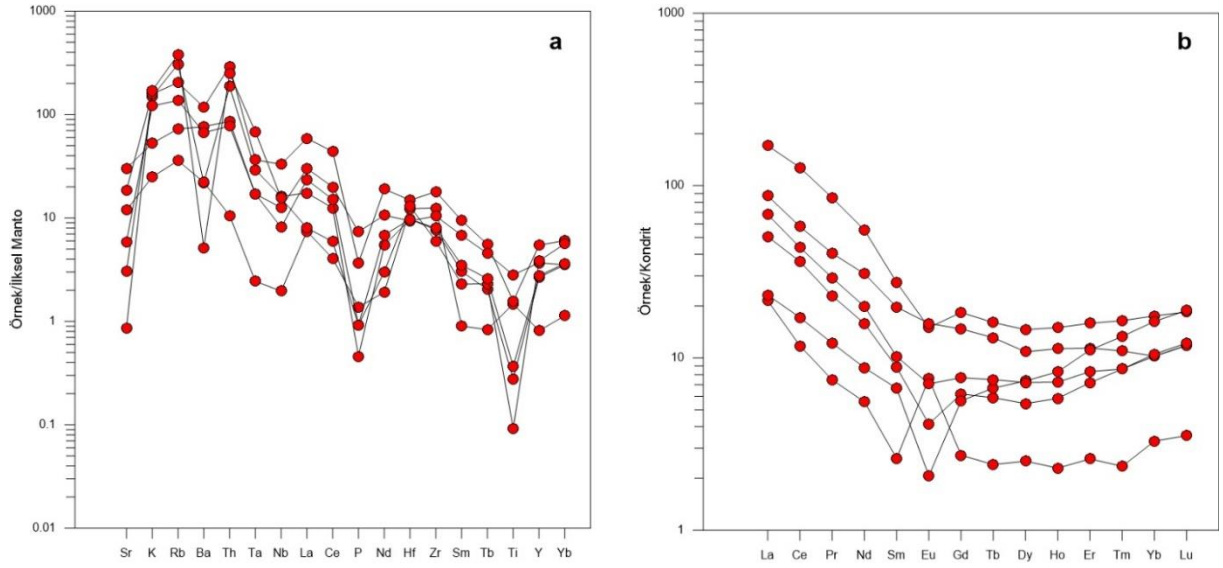 a
Örnek/İlksel Manto
1000
100
10
1
0.1
0.01
Sr K Rb Ba Th Ta Nb La Ce P Nd Hf Zr Sm Tb Ti Y Yb
b
Örnek/Kondrit
1000
100
10
1
La Ce Pr Nd Sm Eu Gd Tb Dy Ho Er Tm Yb Lu